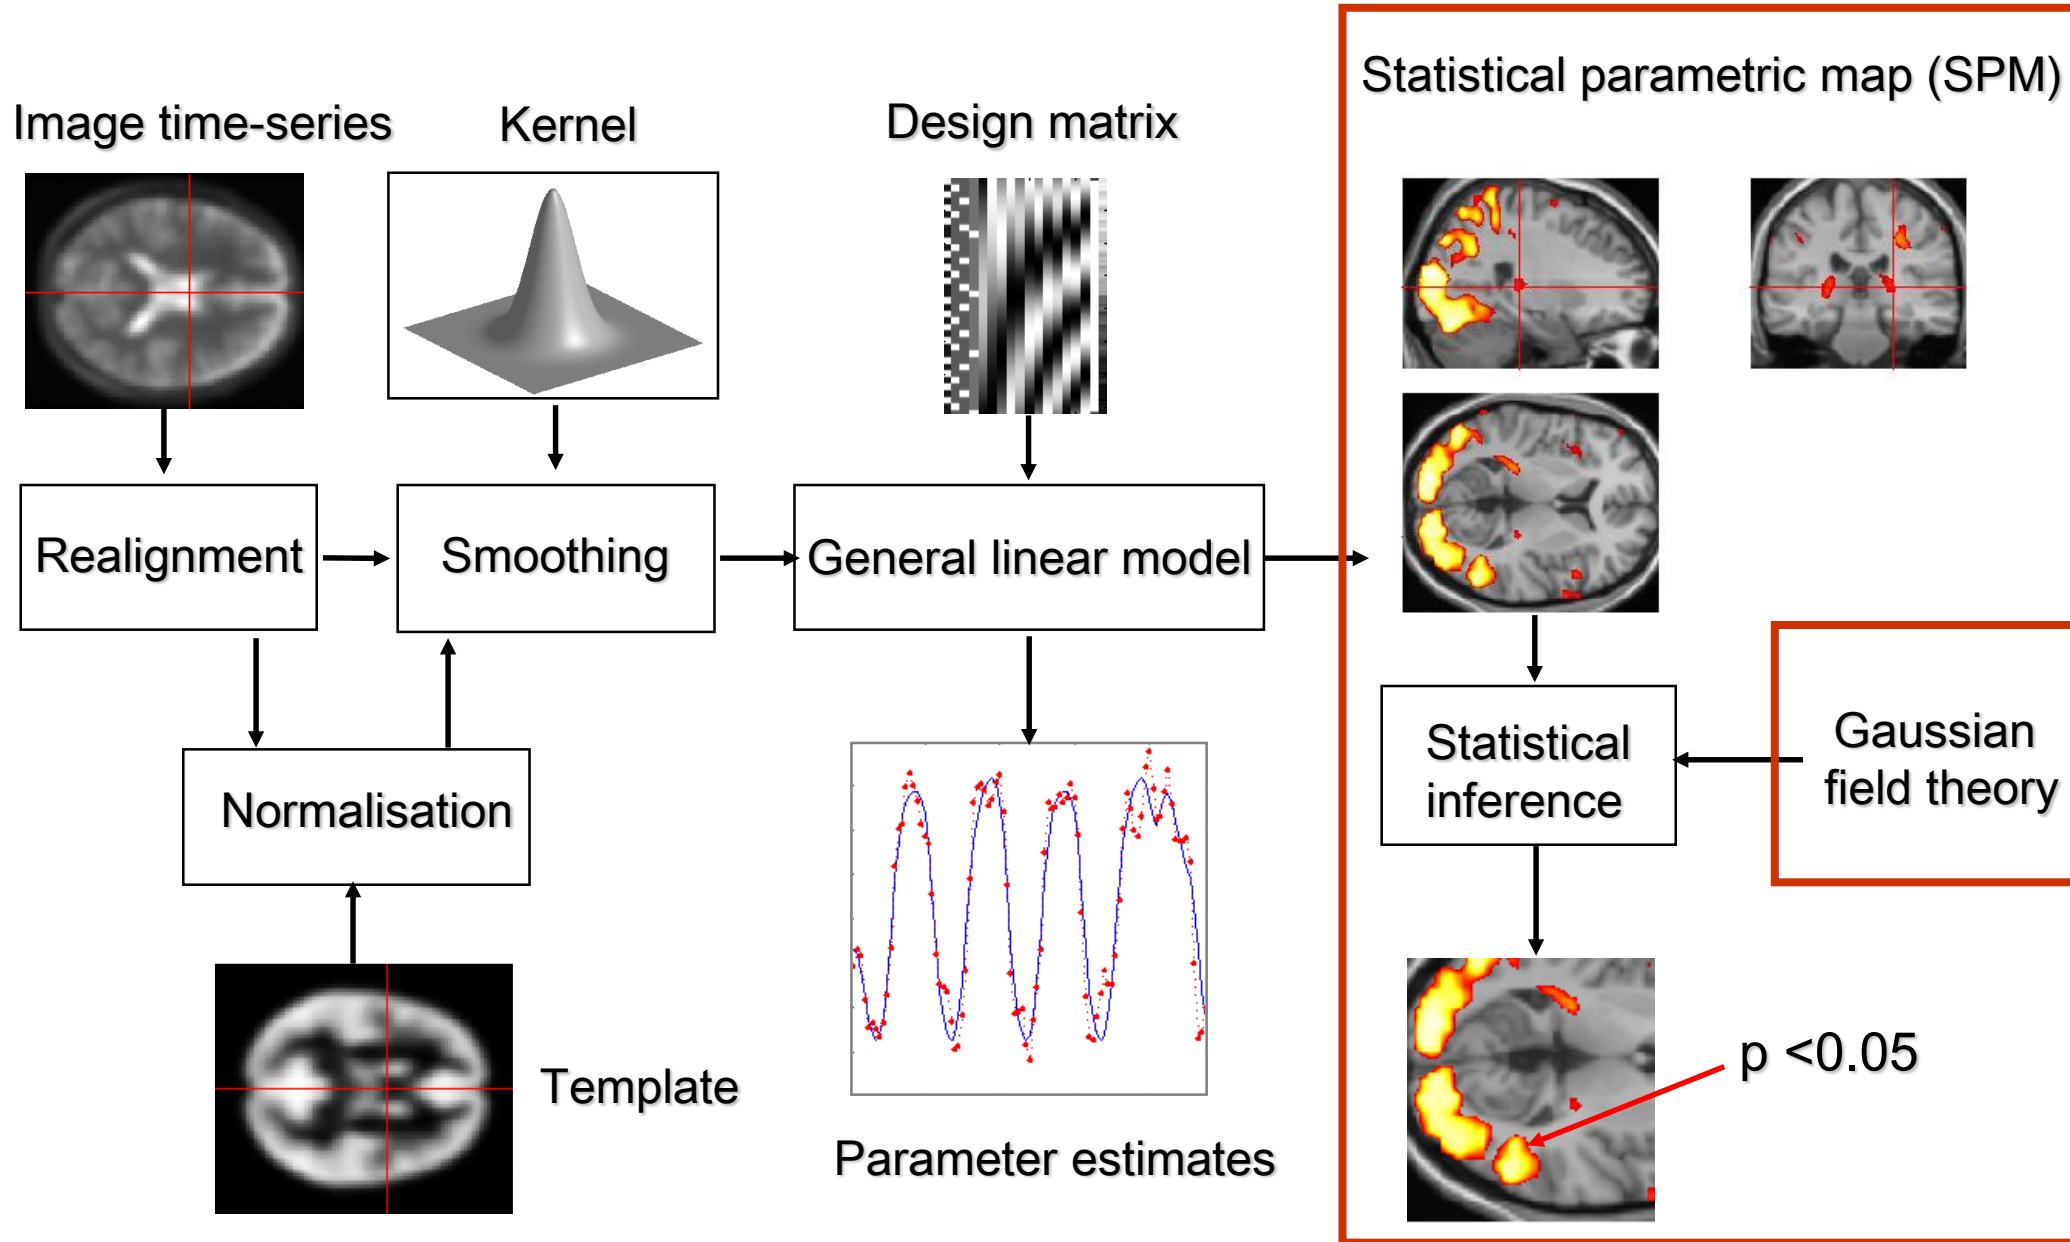 Statistical parametric map (SPM)
Image time-series
Kernel
Design matrix
Realignment
Smoothing
General linear model
Normalisation
Statistical
inference
Gaussian
field theory
Template
Parameter estimates
p <0.05